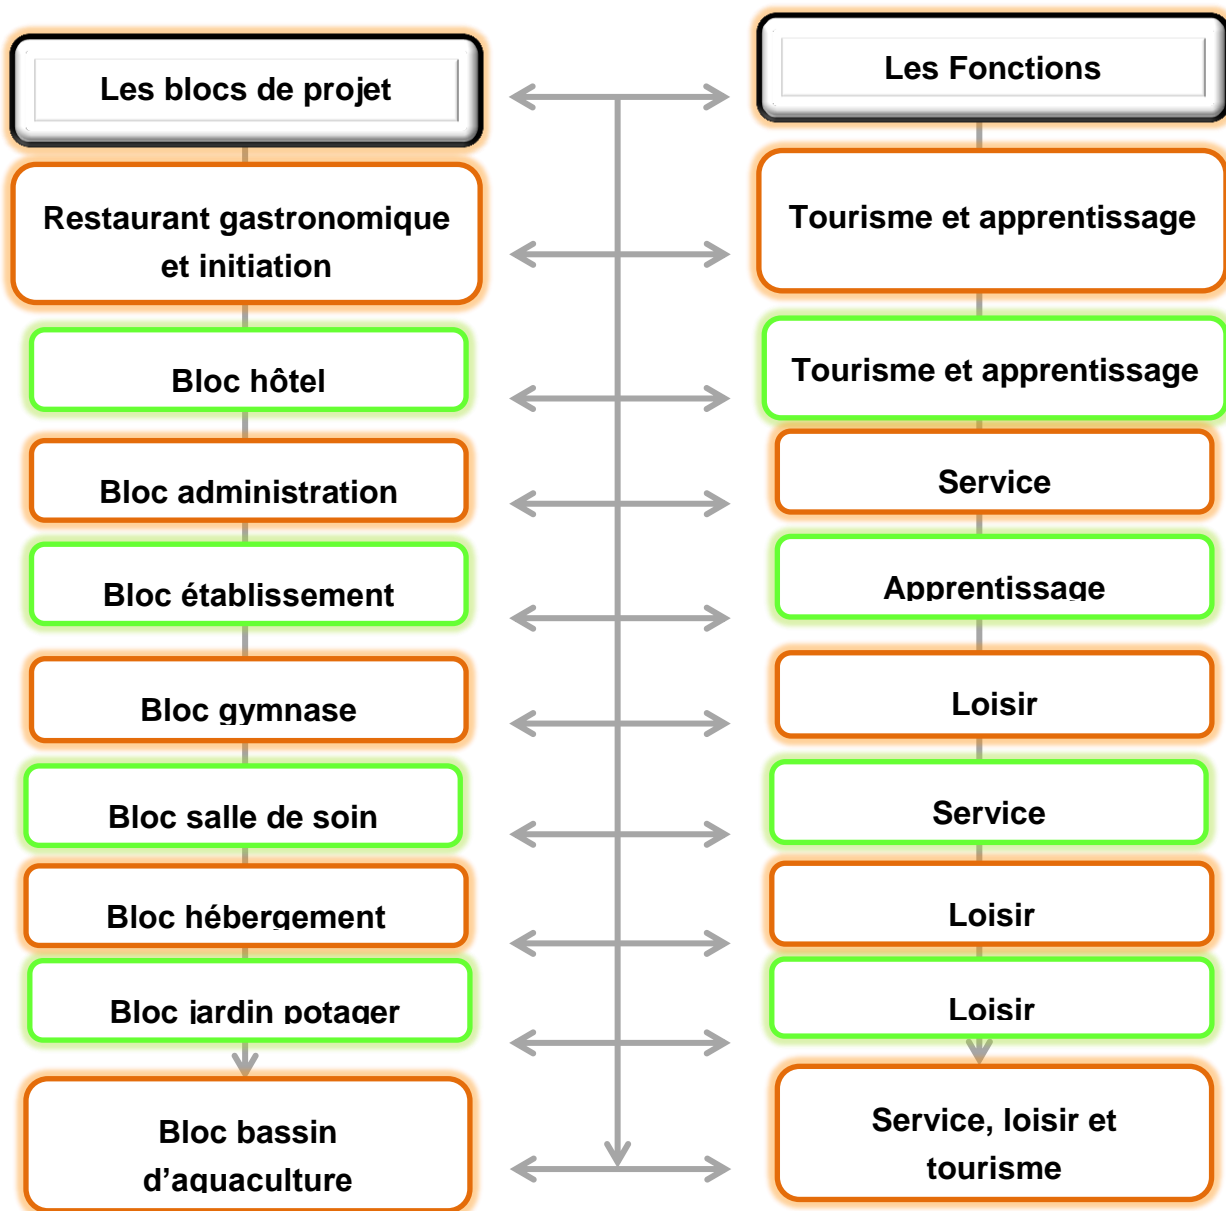 Les blocs de projet
Les Fonctions
Restaurant gastronomique
et initiation
Tourisme et apprentissage
Bloc hôtel
Tourisme et apprentissage
Bloc administration
Service
Bloc établissement
Apprentissage
Bloc gymnase
Loisir
Bloc salle de soin
Service
Bloc hébergement
Loisir
Bloc jardin potager
Loisir
Bloc bassin
d’aquaculture
Service, loisir et
tourisme